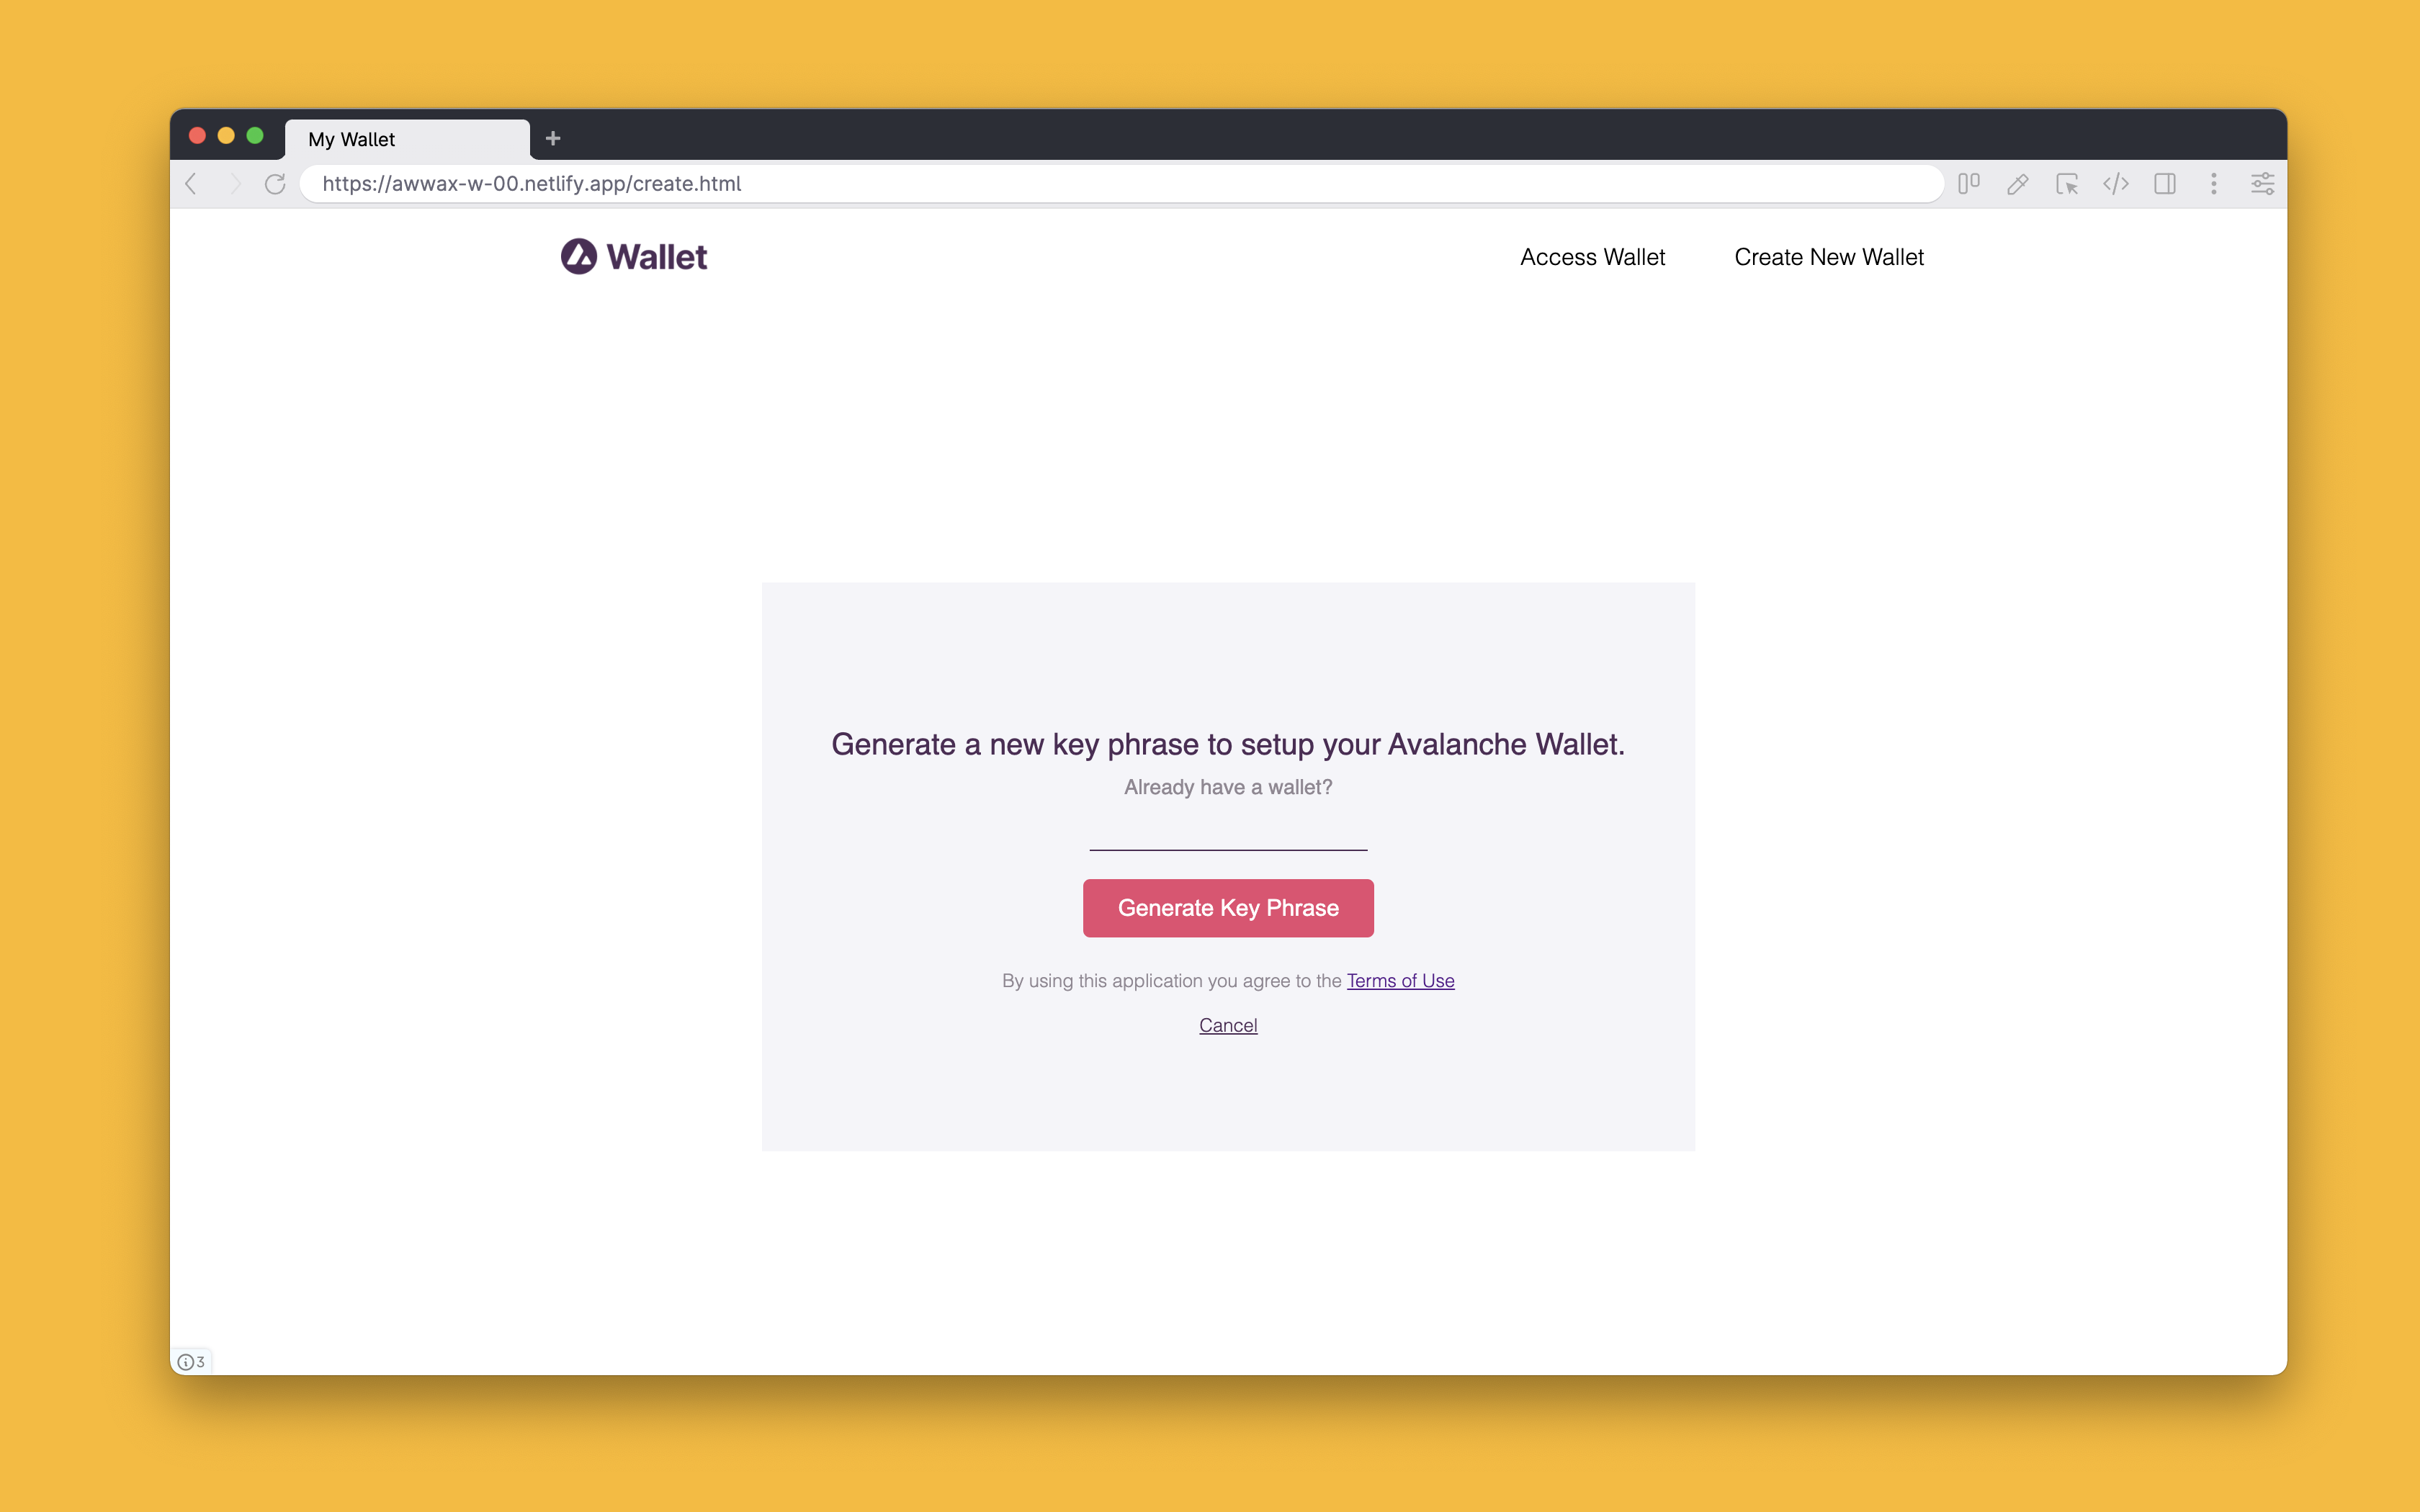 My Wallet
https://awwax-w-00.netlify.app/create.html
Wallet
Access Wallet
Create New Wallet
Generate a new key phrase to setup your Avalanche Wallet.
Already have a wallet?
Generate Key Phrase
By using this application you agree to the Terms of Use
Cancel
3